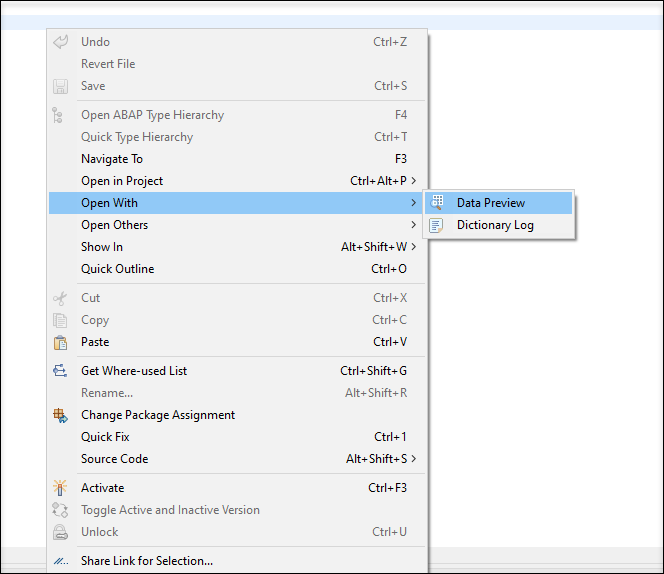 Undo Ctrl+Z
Revert File
Save Ctrl+S
Open ABAP Type Hierarchy F4
Quick Type Hierarchy Ctrl+T
Navigate To F3
Open in Project Ctrl+Alt+P
Open With
Data Preview
Open Others
Dictionary Log
Show In Alt+Shift+W
Quick Outline Ctrl+O
Cut Ctrl+X
Copy Ctrl+C
Paste Ctrl+V
Get Where-used List Ctrl+Shift+G
Rename... Alt+Shift+R
Change Package Assignment
Quick Fix Ctrl+1
Source Code Alt+Shift+S
Activate Ctrl+F3
Toggle Active and Inactive Version
Unlock Ctrl+U
Share Link for Selection...